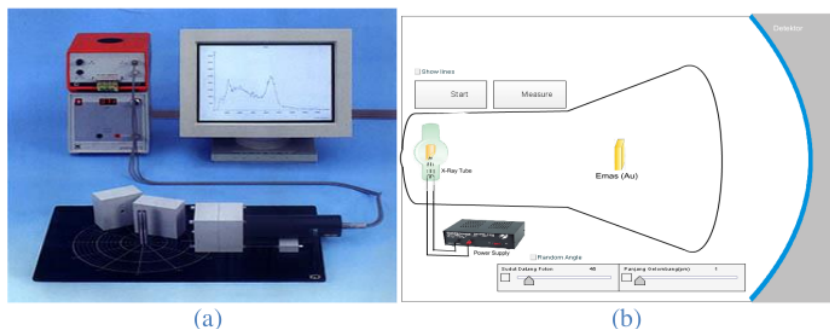 Detektor
Show lines
Start
Measure
X-Ray Tube
Emas (Au)
Power Supply
Random Angle
Sudut Datang Foton 40
Panjang Gelombang(pm) 1
(a)
(b)